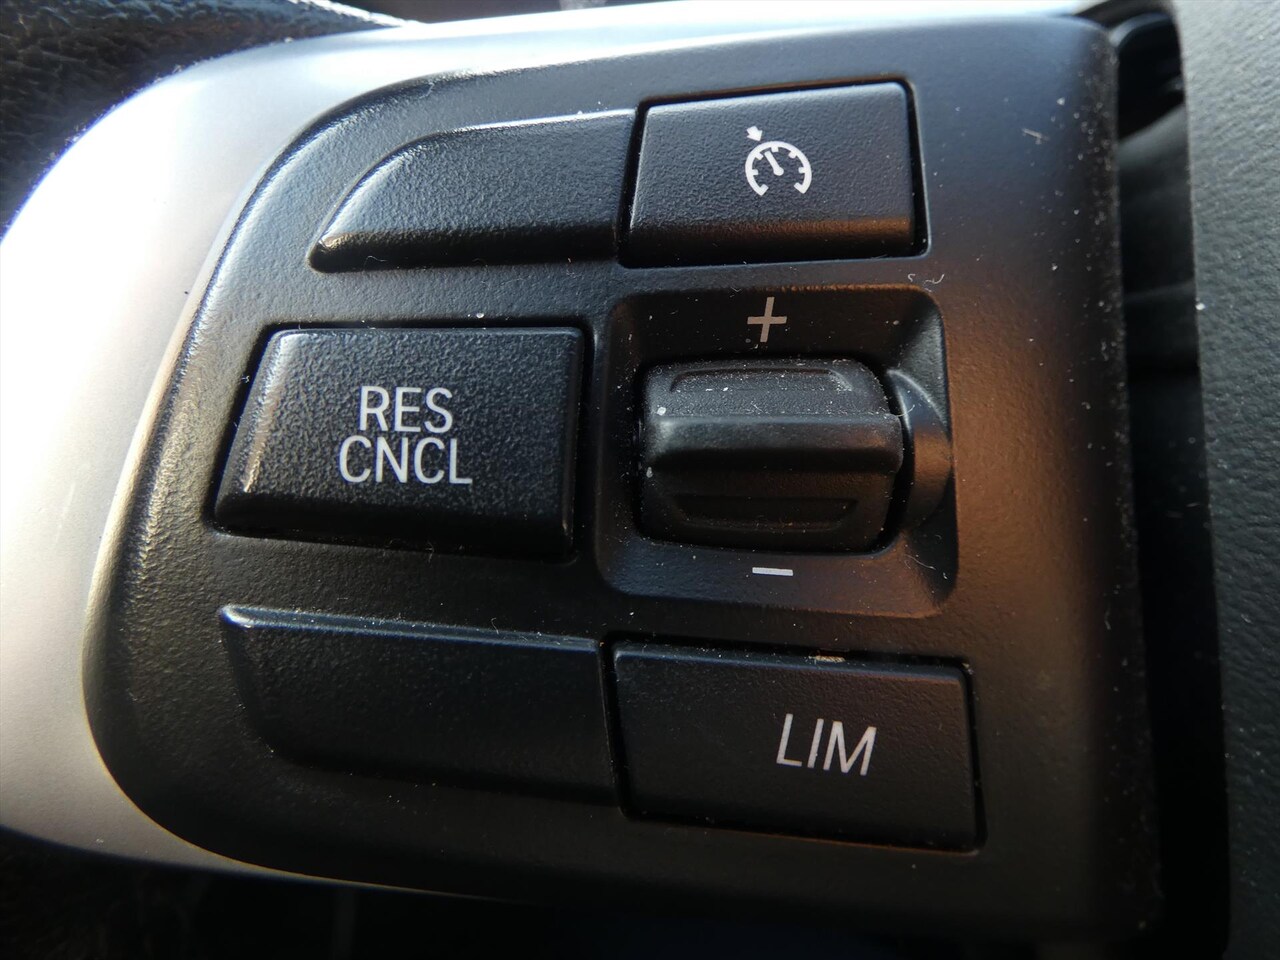 +
RES
CNCL
−
LIM